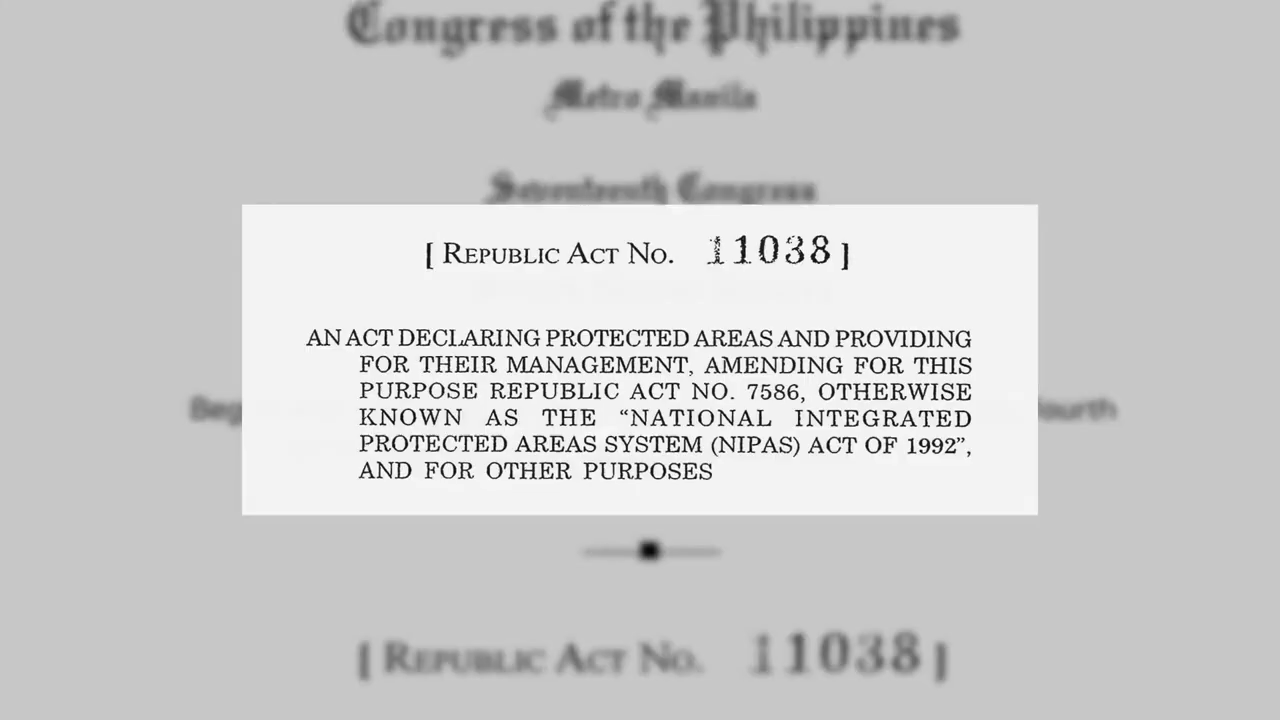 Congress of the Philippines
Metro Manila
Seventeenth Congress
[ REPUBLIC ACT NO. 11038 ]
AN ACT DECLARING PROTECTED AREAS AND PROVIDING
FOR THEIR MANAGEMENT, AMENDING FOR THIS
PURPOSE REPUBLIC ACT NO. 7586, OTHERWISE
KNOWN AS THE “NATIONAL INTEGRATED
PROTECTED AREAS SYSTEM (NIPAS) ACT OF 1992”,
AND FOR OTHER PURPOSES
[ REPUBLIC ACT NO. 11038 ]